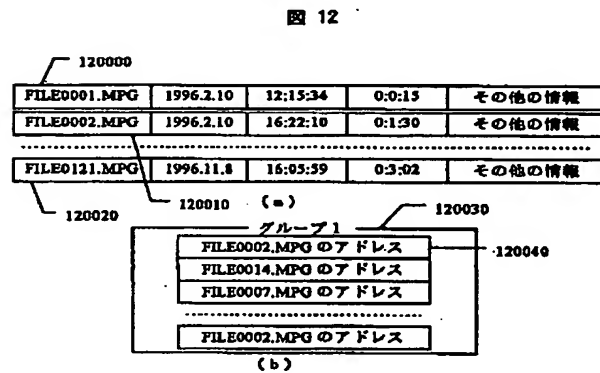 図 12
120000
FILE0001.MPG 1996.2.10 12:15:34 0:0:15 その他の情報
FILE0002.MPG 1996.2.10 16:22:10 0:1:30 その他の情報
FILE0121.MPG 1996.11.8 16:05:59 0:3:02 その他の情報
120020 120010 (a) 120030
グループ1
FILE0002.MPG のアドレス 120040
FILE0014.MPG のアドレス
FILE0007.MPG のアドレス
FILE0002.MPG のアドレス
(b)